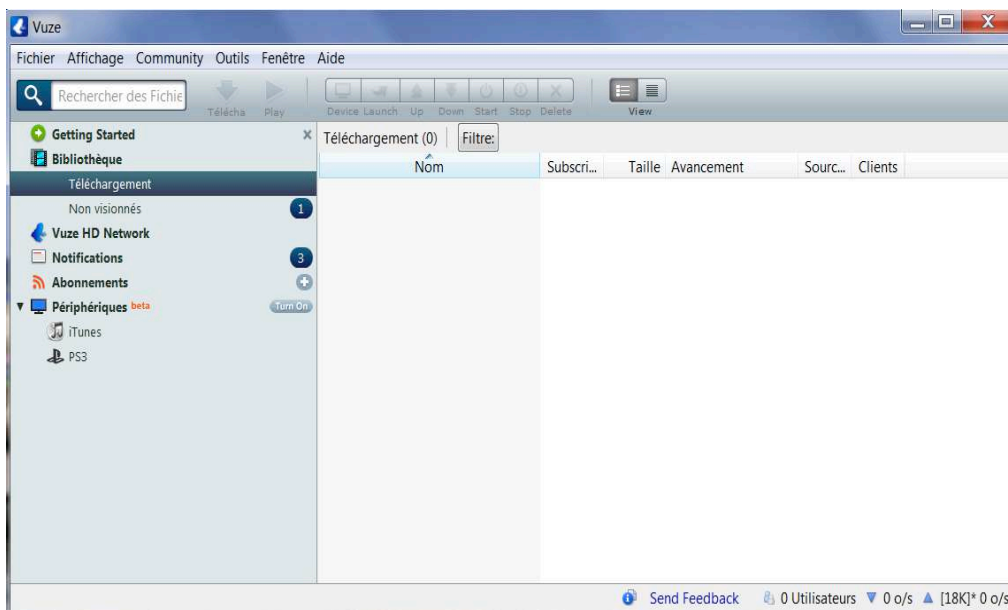 Vuze
Fichier Affichage Community Outils Fenêtre Aide
Rechercher des Fichie
Télécha Play Device Launch Up Down Start Stop Delete View
Getting Started
Bibliothèque
Téléchargement
Non visionnés 1
Vuze HD Network
Notifications 3
Abonnements
Périphériques beta Turn On
iTunes
PS3
Téléchargement (0) Filtre:
Nom Subscri... Taille Avancement Sourc... Clients
Send Feedback 0 Utilisateurs 0 o/s [18K]* 0 o/s